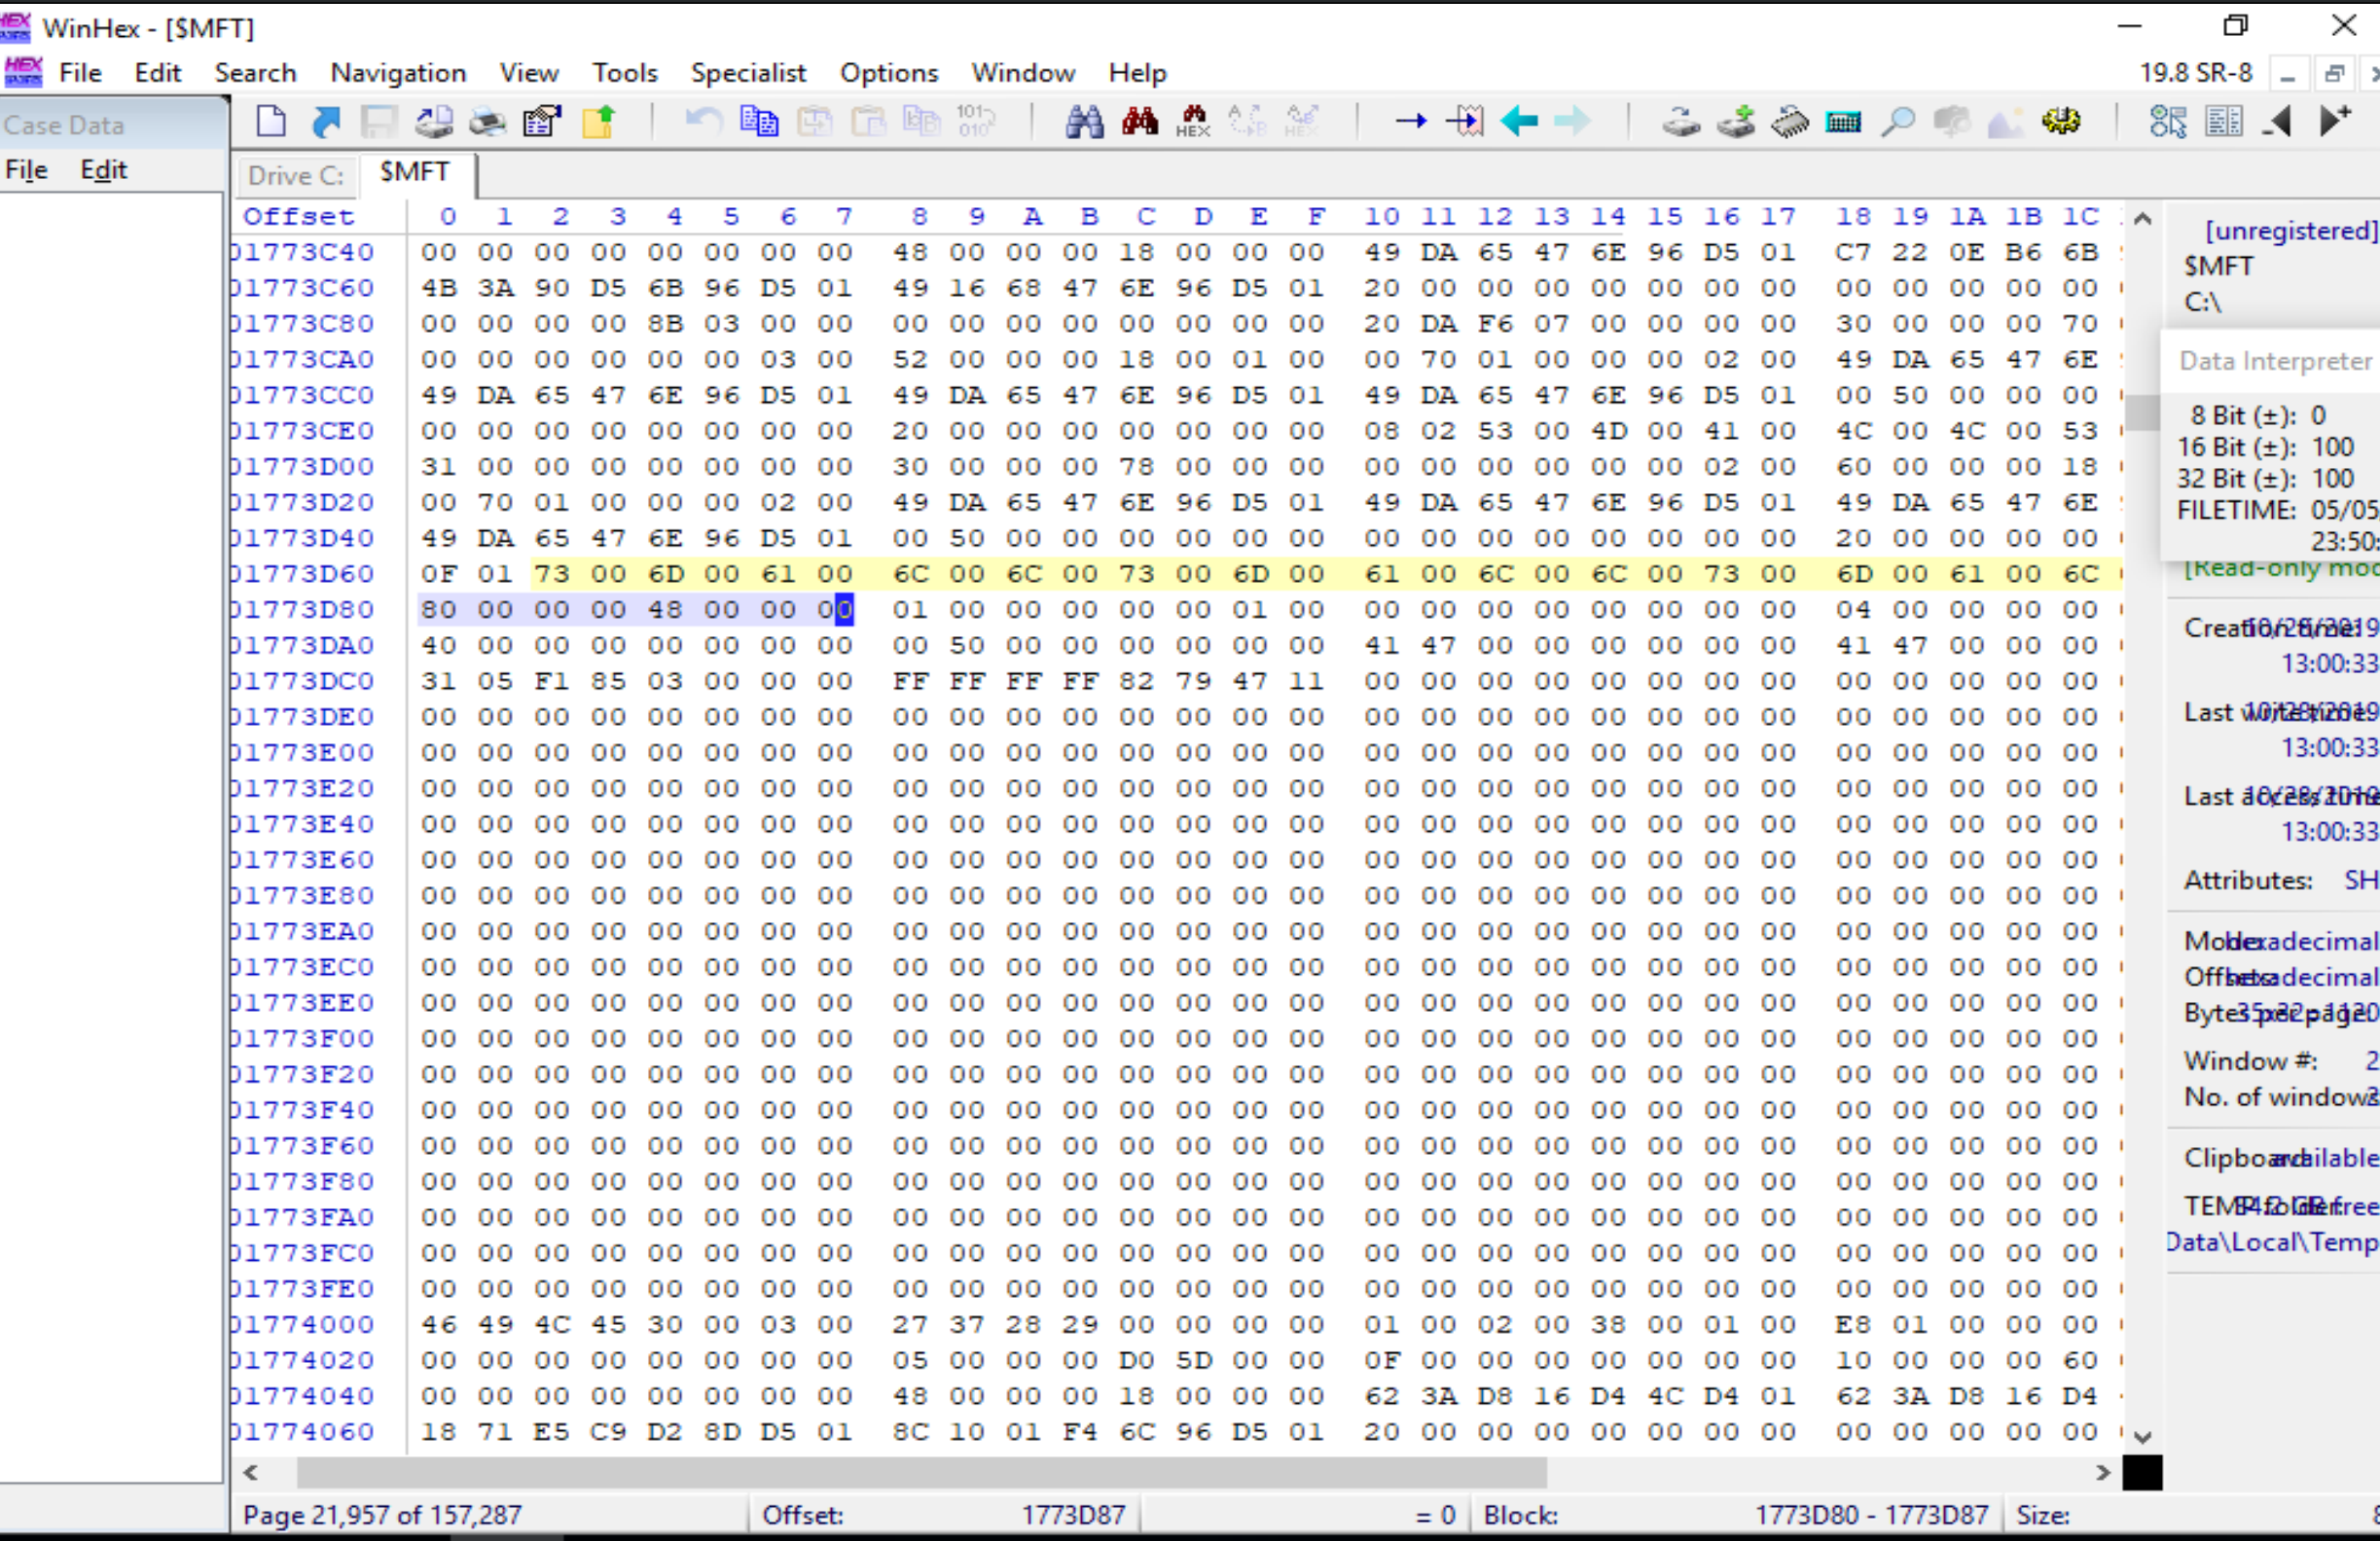 WinHex - [$MFT]
File Edit Search Navigation View Tools Specialist Options Window Help 19.8 SR-8
Case Data
File Edit
Drive C: $MFT
Offset 0 1 2 3 4 5 6 7 8 9 A B C D E F 10 11 12 13 14 15 16 17 18 19 1A 1B 1C
01773C40 00 00 00 00 00 00 00 00 48 00 00 00 18 00 00 00 49 DA 65 47 6E 96 D5 01 C7 22 0E B6 6B
01773C60 4B 3A 90 D5 6B 96 D5 01 49 16 68 47 6E 96 D5 01 20 00 00 00 00 00 00 00 00 00 00 00 00
01773C80 00 00 00 00 8B 03 00 00 00 00 00 00 00 00 00 00 20 DA F6 07 00 00 00 00 30 00 00 00 70
01773CA0 00 00 00 00 00 00 03 00 52 00 00 00 18 00 01 00 00 70 01 00 00 00 02 00 49 DA 65 47 6E
01773CC0 49 DA 65 47 6E 96 D5 01 49 DA 65 47 6E 96 D5 01 49 DA 65 47 6E 96 D5 01 00 50 00 00 00
01773CE0 00 00 00 00 00 00 00 00 20 00 00 00 00 00 00 00 08 02 53 00 4D 00 41 00 4C 00 4C 00 53
01773D00 31 00 00 00 00 00 00 00 30 00 00 00 78 00 00 00 00 00 00 00 00 00 02 00 60 00 00 00 18
01773D20 00 70 01 00 00 00 02 00 49 DA 65 47 6E 96 D5 01 49 DA 65 47 6E 96 D5 01 49 DA 65 47 6E
01773D40 49 DA 65 47 6E 96 D5 01 00 50 00 00 00 00 00 00 00 00 00 00 00 00 00 00 20 00 00 00 00
01773D60 0F 01 73 00 6D 00 61 00 6C 00 6C 00 73 00 6D 00 61 00 6C 00 6C 00 73 00 6D 00 61 00 6C
01773D80 80 00 00 00 48 00 00 00 01 00 00 00 00 00 01 00 00 00 00 00 00 00 00 00 04 00 00 00 00
01773DA0 40 00 00 00 00 00 00 00 00 50 00 00 00 00 00 00 41 47 00 00 00 00 00 00 41 47 00 00 00
01773DC0 31 05 F1 85 03 00 00 00 FF FF FF FF 82 79 47 11 00 00 00 00 00 00 00 00 00 00 00 00 00
01773DE0 00 00 00 00 00 00 00 00 00 00 00 00 00 00 00 00 00 00 00 00 00 00 00 00 00 00 00 00 00
01773E00 00 00 00 00 00 00 00 00 00 00 00 00 00 00 00 00 00 00 00 00 00 00 00 00 00 00 00 00 00
01773E20 00 00 00 00 00 00 00 00 00 00 00 00 00 00 00 00 00 00 00 00 00 00 00 00 00 00 00 00 00
01773E40 00 00 00 00 00 00 00 00 00 00 00 00 00 00 00 00 00 00 00 00 00 00 00 00 00 00 00 00 00
01773E60 00 00 00 00 00 00 00 00 00 00 00 00 00 00 00 00 00 00 00 00 00 00 00 00 00 00 00 00 00
01773E80 00 00 00 00 00 00 00 00 00 00 00 00 00 00 00 00 00 00 00 00 00 00 00 00 00 00 00 00 00
01773EA0 00 00 00 00 00 00 00 00 00 00 00 00 00 00 00 00 00 00 00 00 00 00 00 00 00 00 00 00 00
01773EC0 00 00 00 00 00 00 00 00 00 00 00 00 00 00 00 00 00 00 00 00 00 00 00 00 00 00 00 00 00
01773EE0 00 00 00 00 00 00 00 00 00 00 00 00 00 00 00 00 00 00 00 00 00 00 00 00 00 00 00 00 00
01773F00 00 00 00 00 00 00 00 00 00 00 00 00 00 00 00 00 00 00 00 00 00 00 00 00 00 00 00 00 00
01773F20 00 00 00 00 00 00 00 00 00 00 00 00 00 00 00 00 00 00 00 00 00 00 00 00 00 00 00 00 00
01773F40 00 00 00 00 00 00 00 00 00 00 00 00 00 00 00 00 00 00 00 00 00 00 00 00 00 00 00 00 00
01773F60 00 00 00 00 00 00 00 00 00 00 00 00 00 00 00 00 00 00 00 00 00 00 00 00 00 00 00 00 00
01773F80 00 00 00 00 00 00 00 00 00 00 00 00 00 00 00 00 00 00 00 00 00 00 00 00 00 00 00 00 00
01773FA0 00 00 00 00 00 00 00 00 00 00 00 00 00 00 00 00 00 00 00 00 00 00 00 00 00 00 00 00 00
01773FC0 00 00 00 00 00 00 00 00 00 00 00 00 00 00 00 00 00 00 00 00 00 00 00 00 00 00 00 00 00
01773FE0 00 00 00 00 00 00 00 00 00 00 00 00 00 00 00 00 00 00 00 00 00 00 00 00 00 00 00 00 00
01774000 46 49 4C 45 30 00 03 00 27 37 28 29 00 00 00 00 01 00 02 00 38 00 01 00 E8 01 00 00 00
01774020 00 00 00 00 00 00 00 00 05 00 00 00 D0 5D 00 00 0F 00 00 00 00 00 00 00 10 00 00 00 60
01774040 00 00 00 00 00 00 00 00 48 00 00 00 18 00 00 00 62 3A D8 16 D4 4C D4 01 62 3A D8 16 D4
01774060 18 71 E5 C9 D2 8D D5 01 8C 10 01 F4 6C 96 D5 01 20 00 00 00 00 00 00 00 00 00 00 00 00
[unregistered]
$MFT
C:\
Data Interpreter
8 Bit (±): 0
16 Bit (±): 100
32 Bit (±): 100
FILETIME: 05/05
23:50:
[Read-only mod
Creation time:
13:00:33
Last write time:
13:00:33
Last access time
13:00:33
Attributes: SH
Mode: hexadecimal
Offsets: hexadecimal
Bytes per page:
Window #: 2
No. of windows
Clipboard: available
TEMP folder: free
Data\Local\Temp
Page 21,957 of 157,287 Offset: 1773D87 = 0 Block: 1773D80 - 1773D87 Size: 8